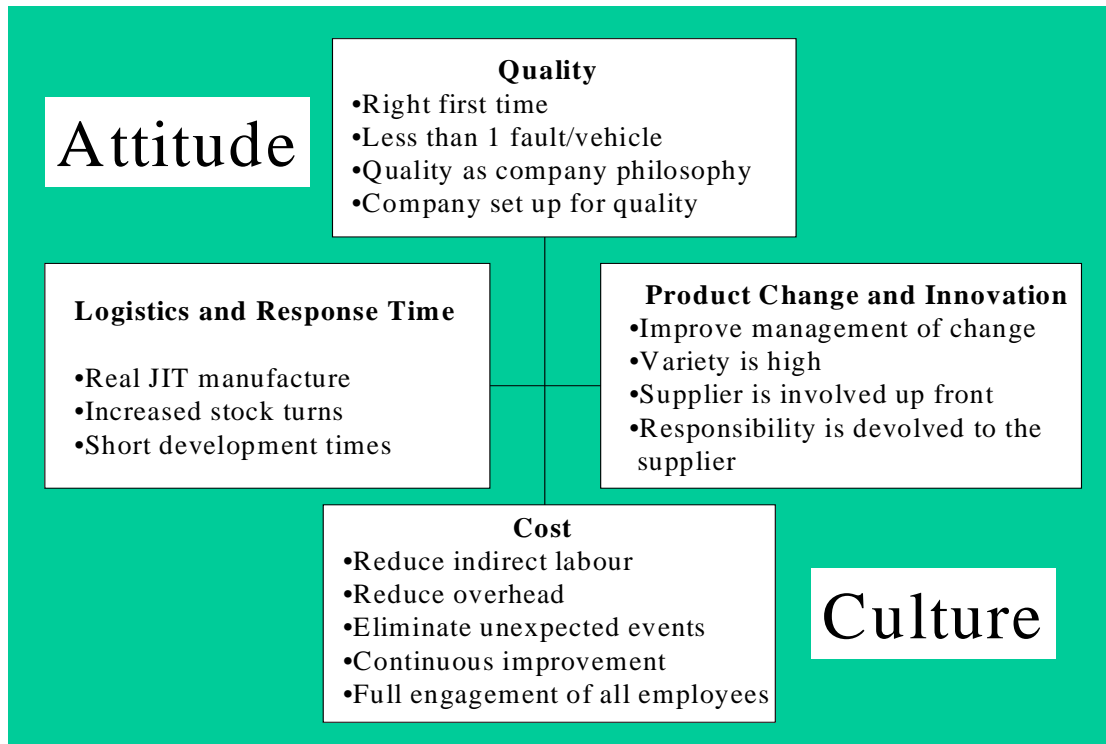 Attitude
Quality
•Right first time
•Less than 1 fault/vehicle
•Quality as company philosophy
•Company set up for quality
Logistics and Response Time
•Real JIT manufacture
•Increased stock turns
•Short development times
Product Change and Innovation
•Improve management of change
•Variety is high
•Supplier is involved up front
•Responsibility is devolved to the
supplier
Cost
•Reduce indirect labour
•Reduce overhead
•Eliminate unexpected events
•Continuous improvement
•Full engagement of all employees
Culture